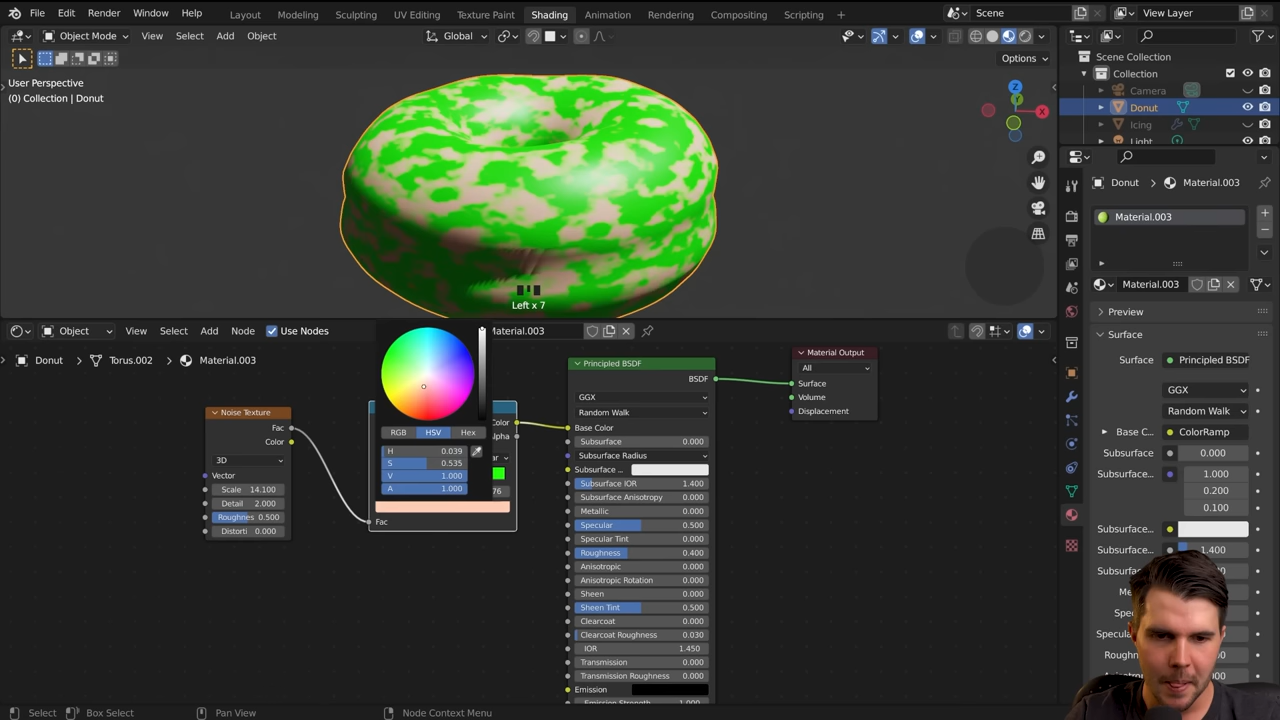 File Edit Render Window Help Layout Modeling Sculpting UV Editing Texture Paint Shading Animation Rendering Compositing Scripting + Scene View Layer
Object Mode View Select Add Object Global
Options
User Perspective
(0) Collection | Donut
Z
Y
X
Left x 7
Scene Collection
Collection
Camera
Donut
Icing
Light
Donut Material.003
Material.003
Material.003
Preview
Surface
Surface Principled BSDF
GGX
Random Walk
Base C... ColorRamp
Subsurface... 0.000
Subsurface... 1.000
0.200
0.100
Subsurface...
Subsurface... 1.400
Object View Select Add Node Use Nodes Material.003
Donut Torus.002 Material.003
Noise Texture
Fac
Color
3D
Vector
Scale 14.100
Detail 2.000
Roughnes 0.500
Distorti 0.000
RGB HSV Hex
H 0.039
S 0.535
V 1.000
A 1.000
Fac
Principled BSDF
BSDF
GGX
Random Walk
Base Color
Subsurface 0.000
Subsurface Radius
Subsurface ...
Subsurface IOR 1.400
Subsurface Anisotropy 0.000
Metallic 0.000
Specular 0.500
Specular Tint 0.000
Roughness 0.400
Anisotropic 0.000
Anisotropic Rotation 0.000
Sheen 0.000
Sheen Tint 0.500
Clearcoat 0.000
Clearcoat Roughness 0.030
IOR 1.450
Transmission 0.000
Transmission Roughness 0.000
Emission
Material Output
All
Surface
Volume
Displacement
Select Box Select Pan View Node Context Menu